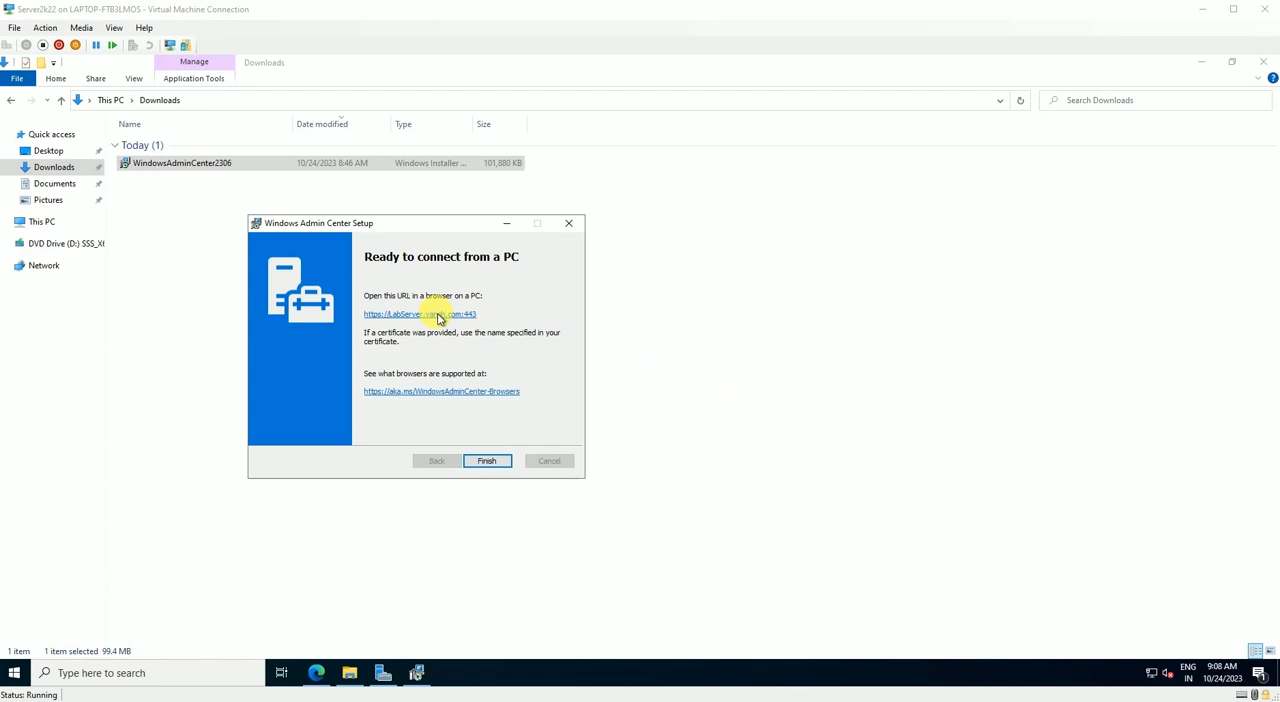 Server2k22 on LAPTOP-FTB3LMOS - Virtual Machine Connection
File Action Media View Help
Manage Downloads
File Home Share View Application Tools
This PC Downloads Search Downloads
Name Date modified Type Size
Quick access
Desktop
Downloads
Documents
Pictures
This PC
DVD Drive (D:) SSS_X6
Network
Today (1)
WindowsAdminCenter2306 10/24/2023 8:46 AM Windows Installer ... 101,880 KB
Windows Admin Center Setup
Ready to connect from a PC
Open this URL in a browser on a PC:
If a certificate was provided, use the name specified in your
certificate.
See what browsers are supported at:
https://aka.ms/WindowsAdminCenter-Browsers
Back Finish Cancel
1 item 1 item selected 99.4 MB
Type here to search
ENG 9:08 AM
IN 10/24/2023 1
Status: Running